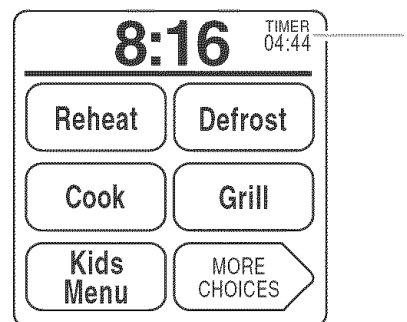 8:16
TIMER
04:44
Reheat
Defrost
Cook
Grill
Kids
Menu
MORE
CHOICES